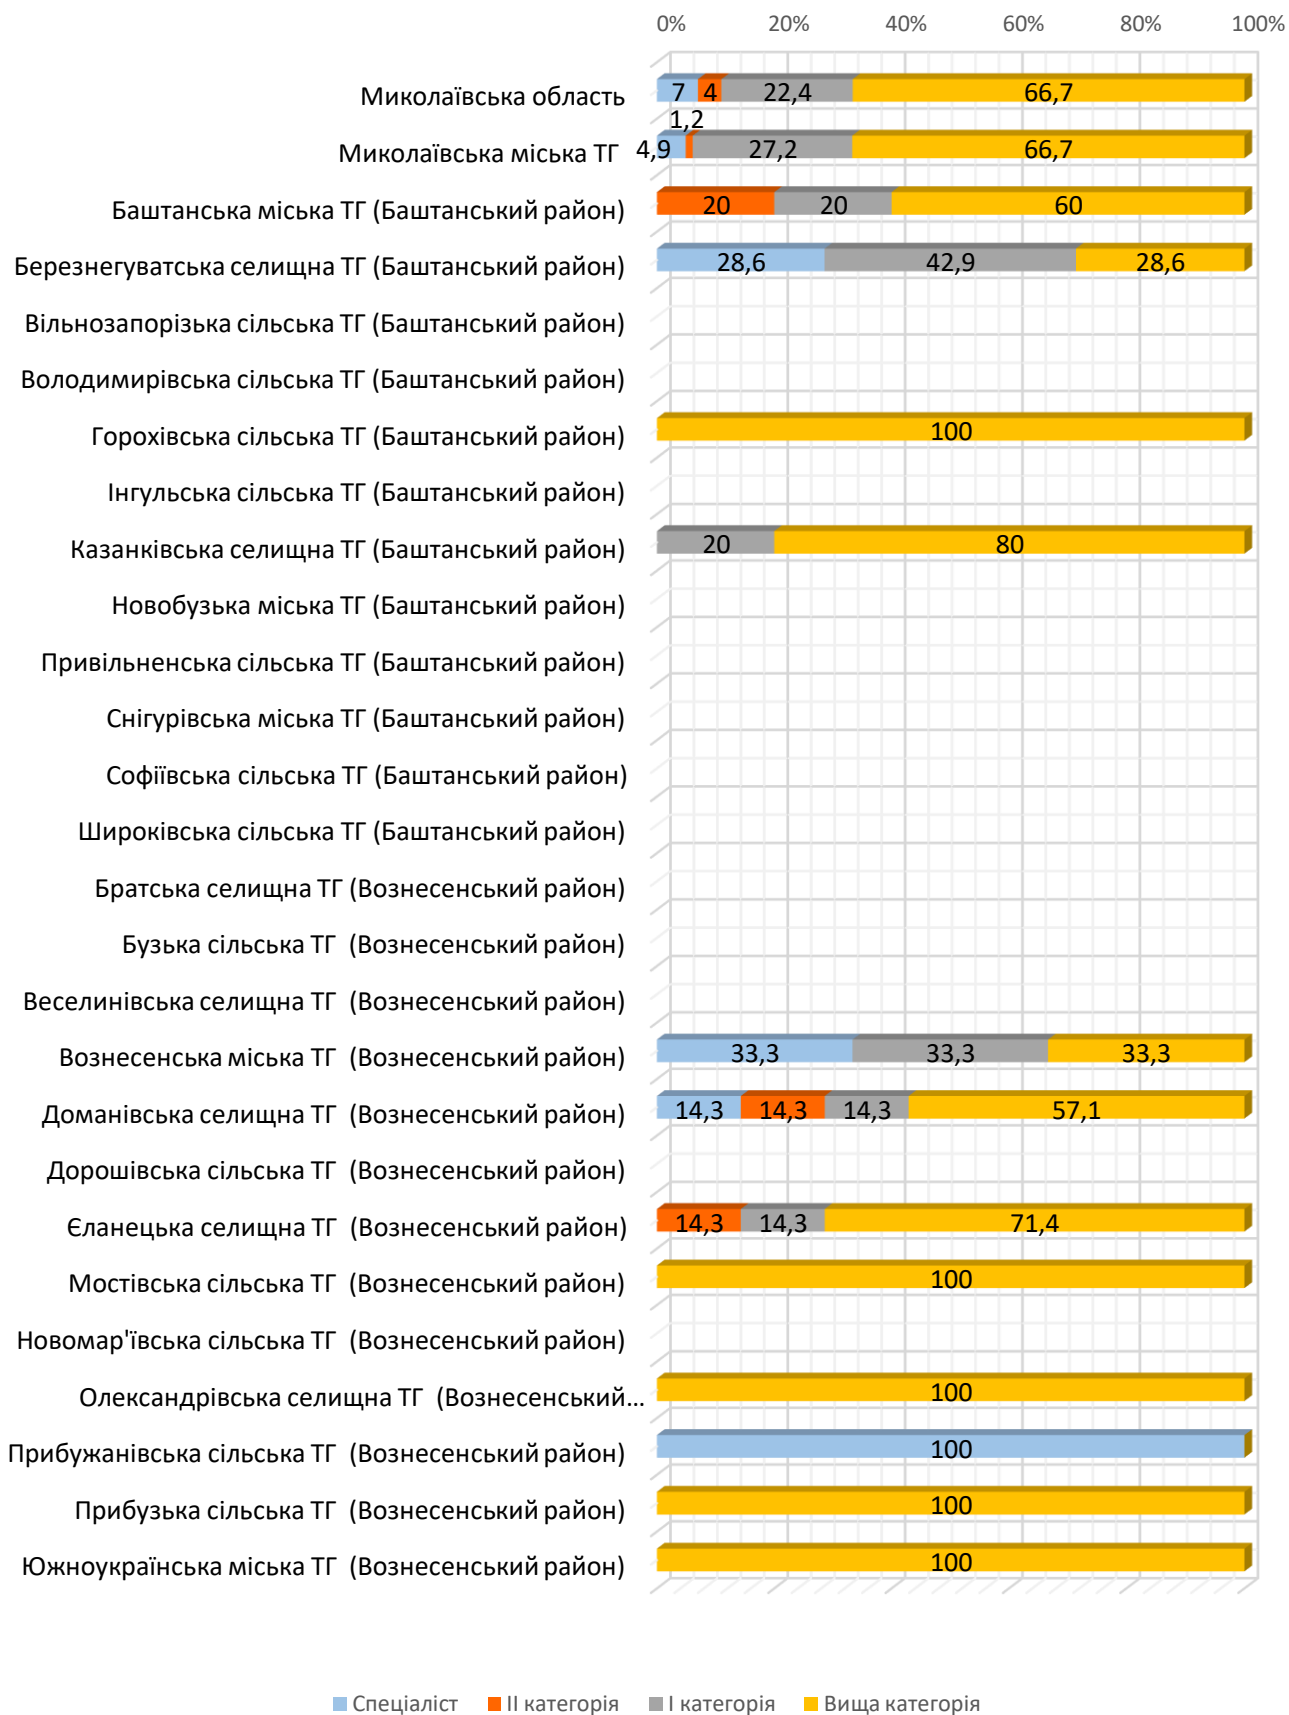 0% 20% 40% 60% 80% 100%
Миколаївська область 7 4 22,4 66,7
1,2
Миколаївська міська ТГ 4,9 27,2 66,7
Баштанська міська ТГ (Баштанський район) 20 20 60
Березнегуватська селищна ТГ (Баштанський район) 28,6 42,9 28,6
Вільнозапорізька сільська ТГ (Баштанський район)
Володимирівська сільська ТГ (Баштанський район)
Горохівська сільська ТГ (Баштанський район) 100
Інгульська сільська ТГ (Баштанський район)
Казанківська селищна ТГ (Баштанський район) 20 80
Новобузька міська ТГ (Баштанський район)
Привільненська сільська ТГ (Баштанський район)
Снігурівська міська ТГ (Баштанський район)
Софіївська сільська ТГ (Баштанський район)
Широківська сільська ТГ (Баштанський район)
Братська селищна ТГ (Вознесенський район)
Бузька сільська ТГ (Вознесенський район)
Веселинівська селищна ТГ (Вознесенський район)
Вознесенська міська ТГ (Вознесенський район) 33,3 33,3 33,3
Доманівська селищна ТГ (Вознесенський район) 14,3 14,3 14,3 57,1
Дорошівська сільська ТГ (Вознесенський район)
Єланецька селищна ТГ (Вознесенський район) 14,3 14,3 71,4
Мостівська сільська ТГ (Вознесенський район) 100
Новомар'ївська сільська ТГ (Вознесенський район)
Олександрівська селищна ТГ (Вознесенський... 100
Прибужанівська сільська ТГ (Вознесенський район) 100
Прибузька сільська ТГ (Вознесенський район) 100
Южноукраїнська міська ТГ (Вознесенський район) 100
Спеціаліст ІІ категорія І категорія Вища категорія